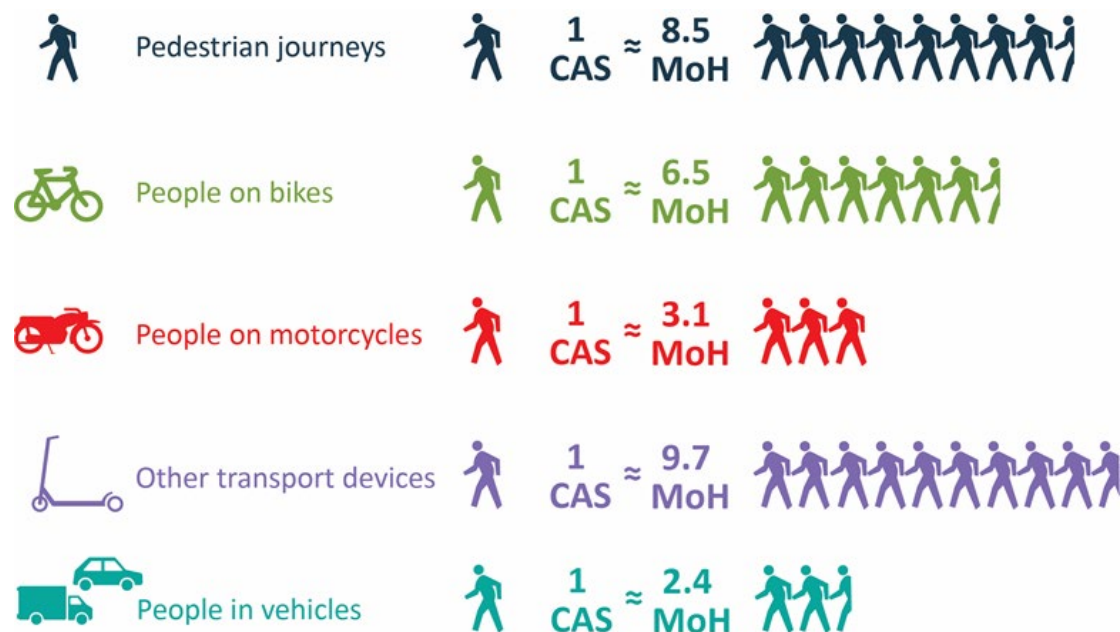 Pedestrian journeys 1 CAS ≈ 8.5 MoH
People on bikes 1 CAS ≈ 6.5 MoH
People on motorcycles 1 CAS ≈ 3.1 MoH
Other transport devices 1 CAS ≈ 9.7 MoH
People in vehicles 1 CAS ≈ 2.4 MoH